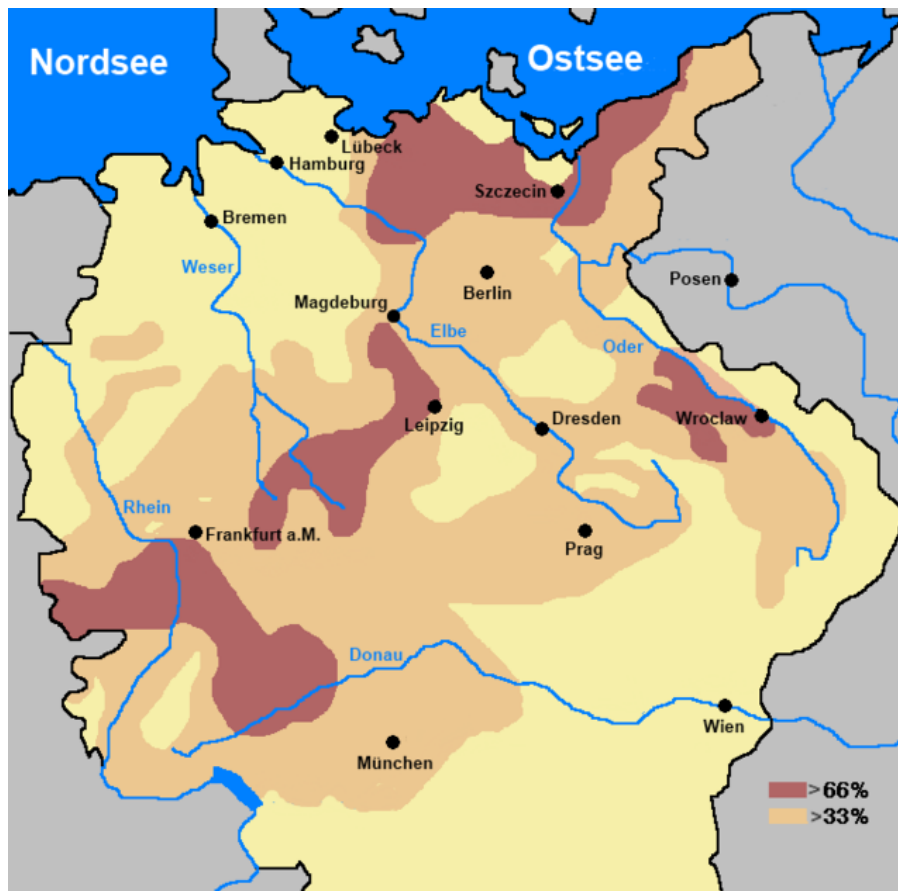 Nordsee
Ostsee
Lübeck
Hamburg
Szczecin
Bremen
Weser
Posen
Berlin
Magdeburg
Elbe
Oder
Leipzig
Dresden
Wroclaw
Rhein
Frankfurt a.M.
Prag
Donau
Wien
München
>66%
>33%